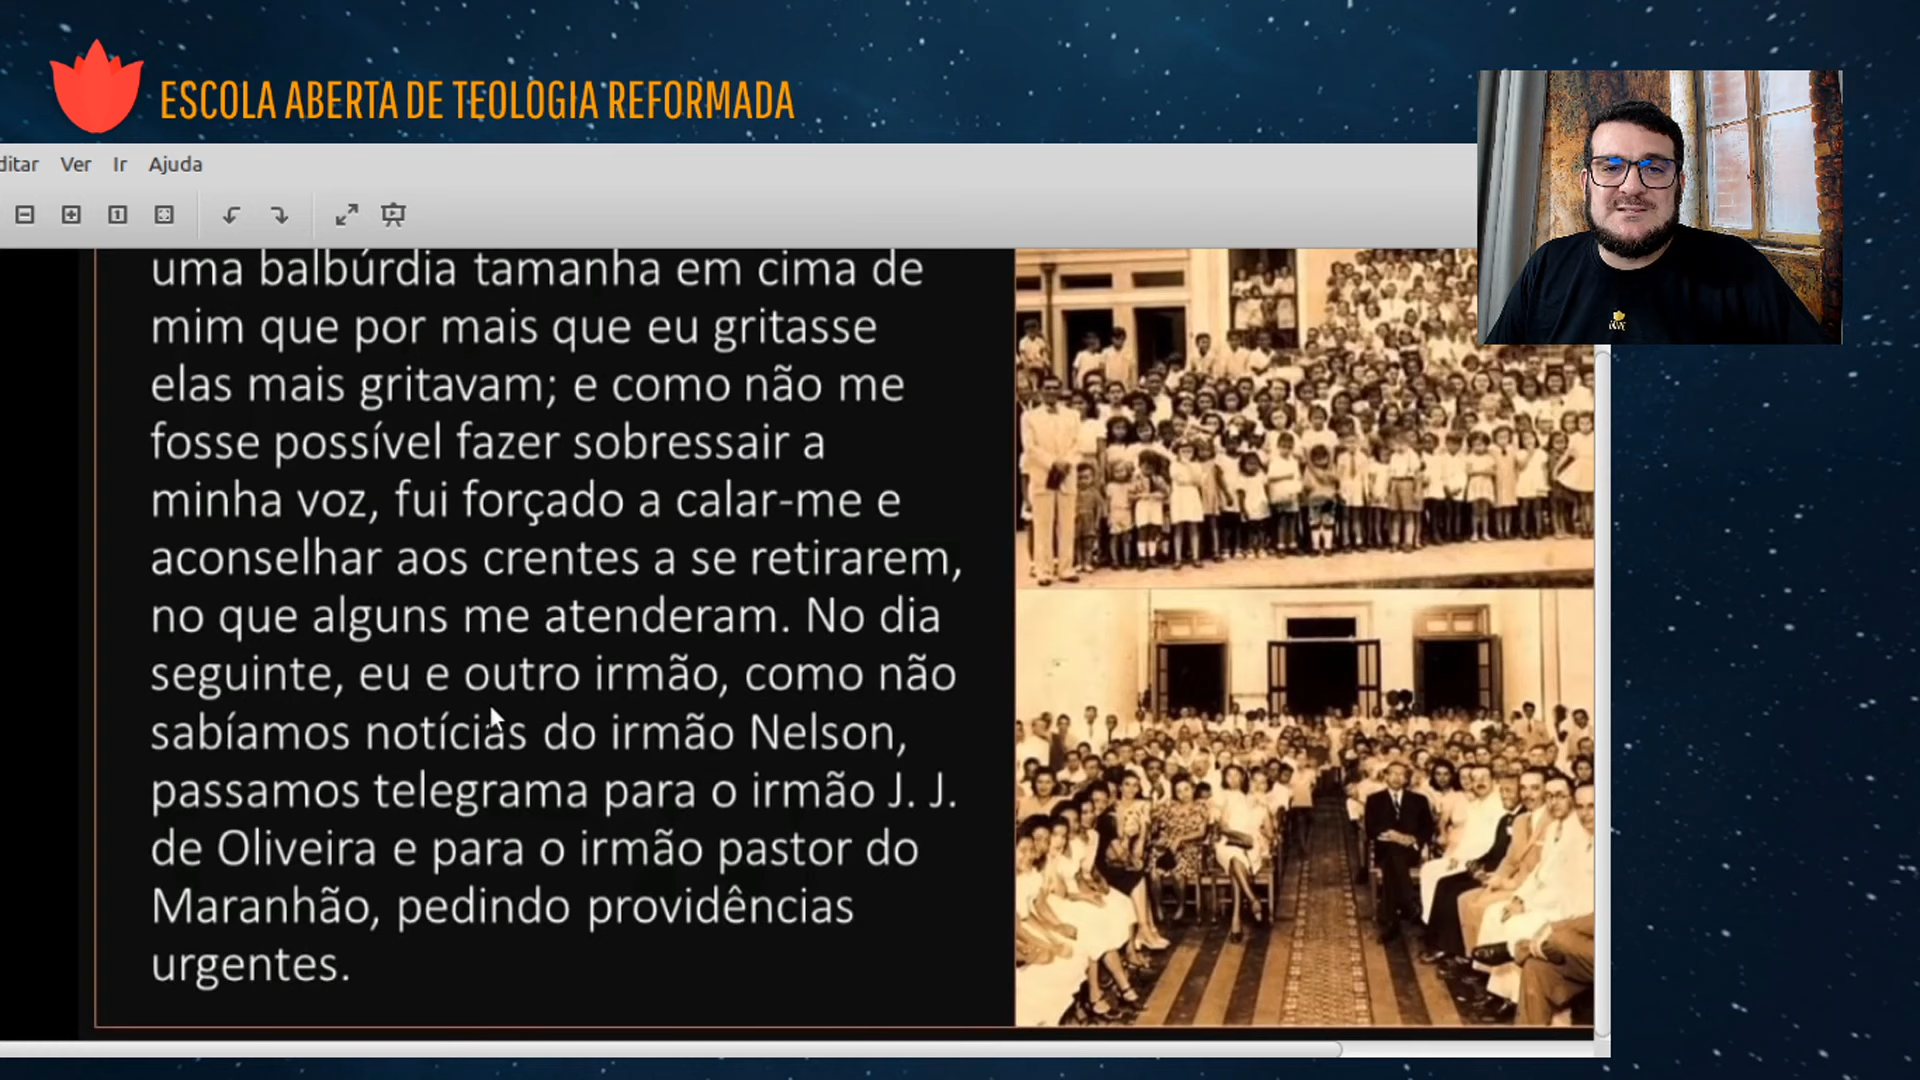 ESCOLA ABERTA DE TEOLOGIA REFORMADA
ditar Ver Ir Ajuda
uma balbúrdia tamanha em cima de
mim que por mais que eu gritasse
elas mais gritavam; e como não me
fosse possível fazer sobressair a
minha voz, fui forçado a calar-me e
aconselhar aos crentes a se retirarem,
no que alguns me atenderam. No dia
seguinte, eu e outro irmão, como não
sabíamos notícias do irmão Nelson,
passamos telegrama para o irmão J. J.
de Oliveira e para o irmão pastor do
Maranhão, pedindo providências
urgentes.